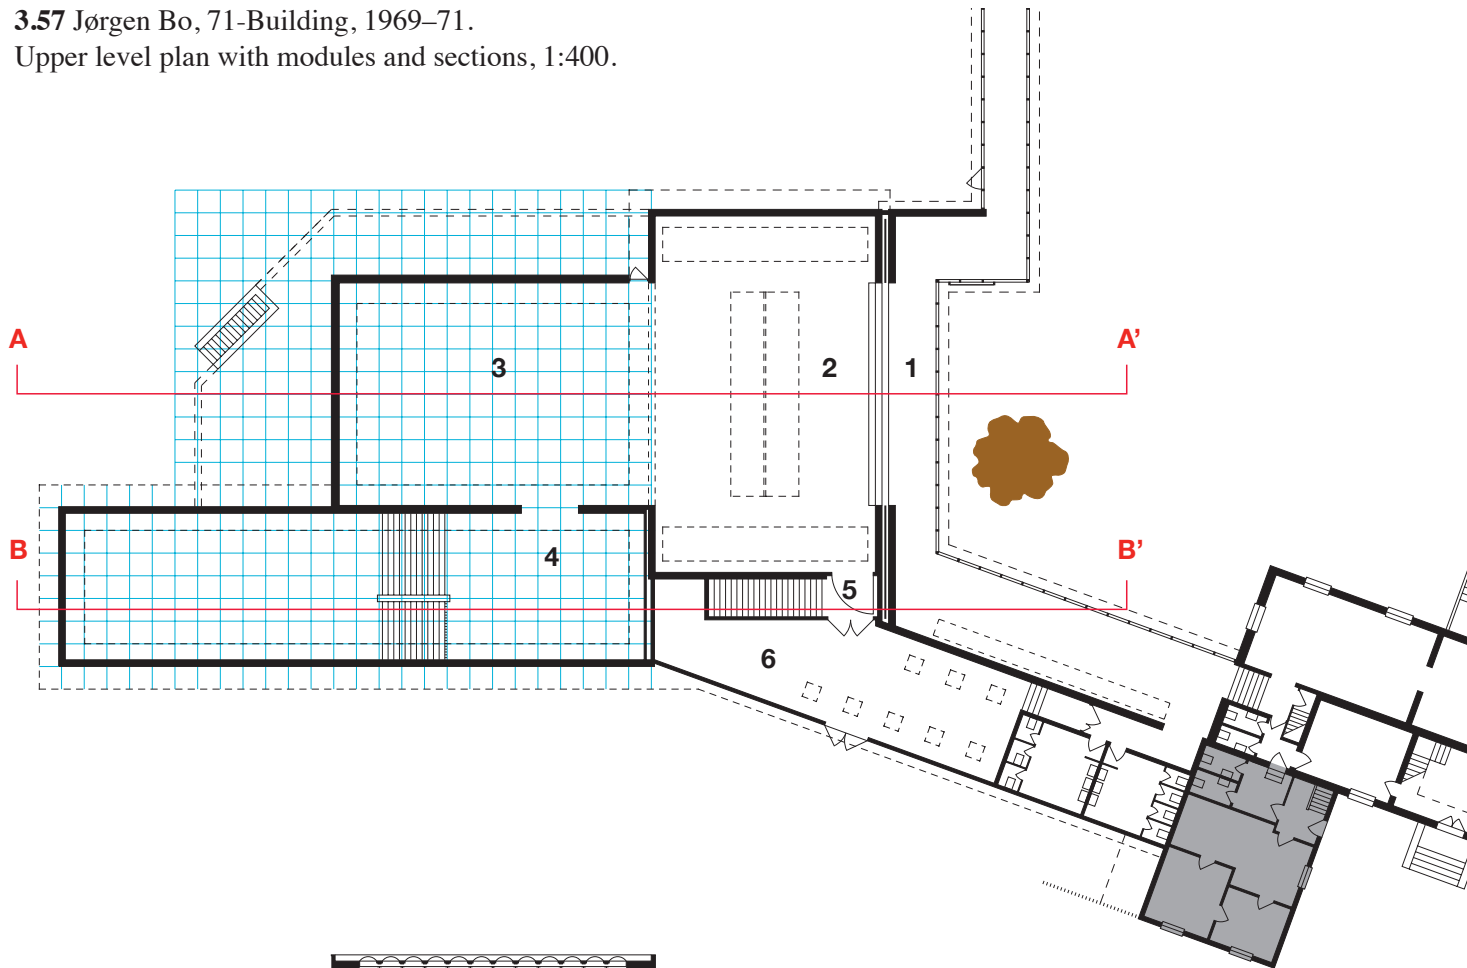 3.57 Jørgen Bo, 71-Building, 1969–71.
Upper level plan with modules and sections, 1:400.
A
3
2
1
A’
B
4
5
B’
6